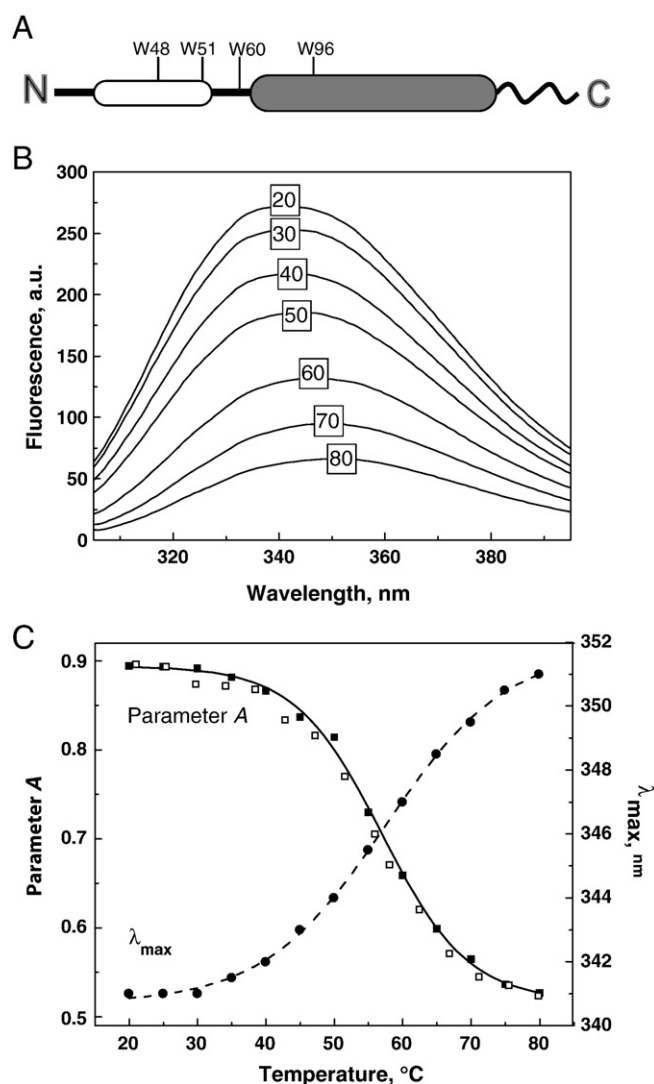 A
W48 W51 W60 W96
N C
B
300
250
200
150
100
50
0
Fluorescence, a.u.
20
30
40
50
60
70
80
320 340 360 380
Wavelength, nm
C
0.9
0.8
0.7
0.6
0.5
Parameter A
Parameter A
λmax
352
350
348
346
344
342
340
λmax, nm
20 30 40 50 60 70 80
Temperature, °C